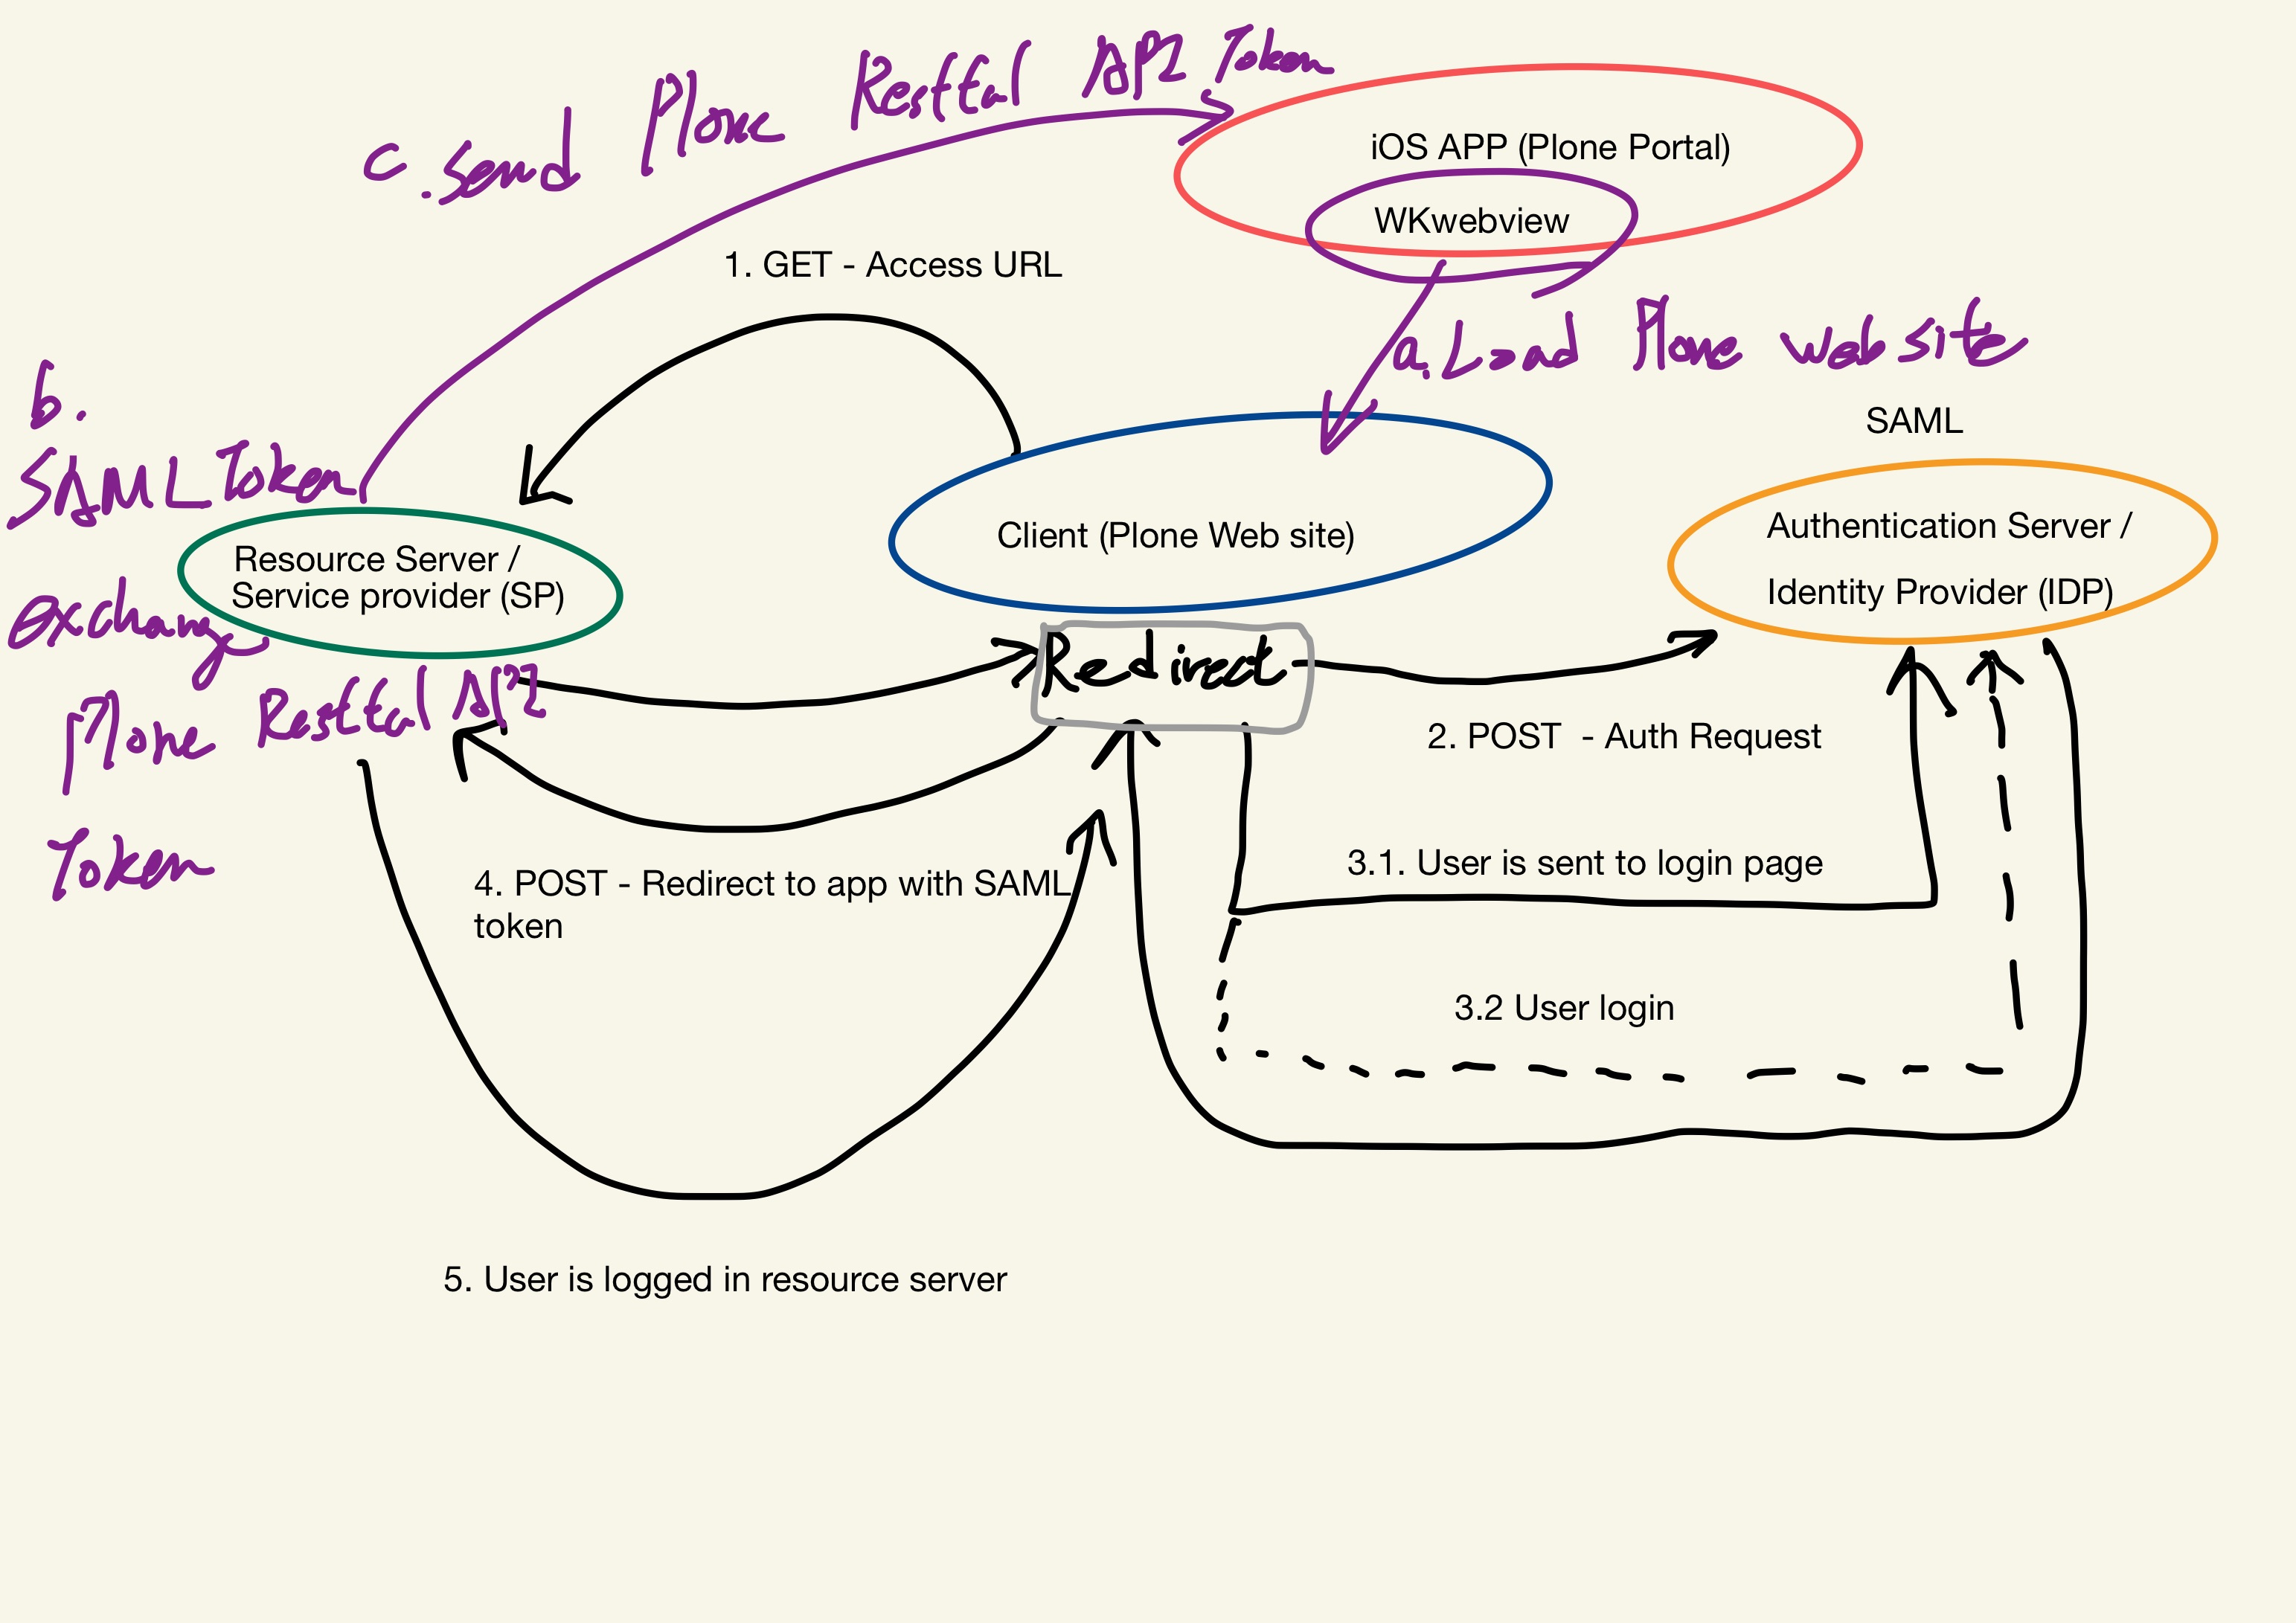 c. Send Plone Restful API Token
iOS APP (Plone Portal)
WKwebview
1. GET - Access URL
a. Load Plone web site
b.
SAML Token
exchange
Plone Restful API
Token
SAML
Resource Server /
Service provider (SP)
Client (Plone Web site)
Authentication Server /
Identity Provider (IDP)
Redirect
2. POST - Auth Request
3.1. User is sent to login page
4. POST - Redirect to app with SAML
token
3.2 User login
5. User is logged in resource server